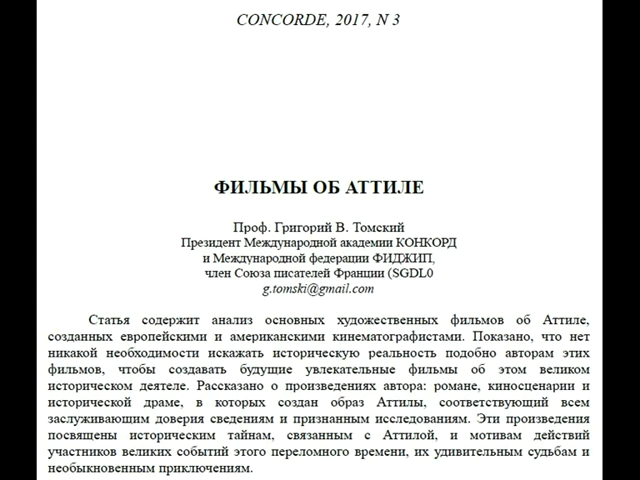 CONCORDE, 2017, N 3
ФИЛЬМЫ ОБ АТТИЛЕ
Проф. Григорий В. Томский
Президент Международной академии КОНКОРД
и Международной федерации ФИДЖИП,
член Союза писателей Франции (SGDL0
g.tomski@gmail.com
Статья содержит анализ основных художественных фильмов об Аттиле,
созданных европейскими и американскими кинематографистами. Показано, что нет
никакой необходимости искажать историческую реальность подобно авторам этих
фильмов, чтобы создавать будущие увлекательные фильмы об этом великом
историческом деятеле. Рассказано о произведениях автора: романе, киносценарии и
исторической драме, в которых создан образ Аттилы, соответствующий всем
заслуживающим доверия сведениям и признанным исследованиям. Эти произведения
посвящены историческим тайнам, связанным с Аттилой, и мотивам действий
участников великих событий этого переломного времени, их удивительным судьбам и
необыкновенным приключениям.